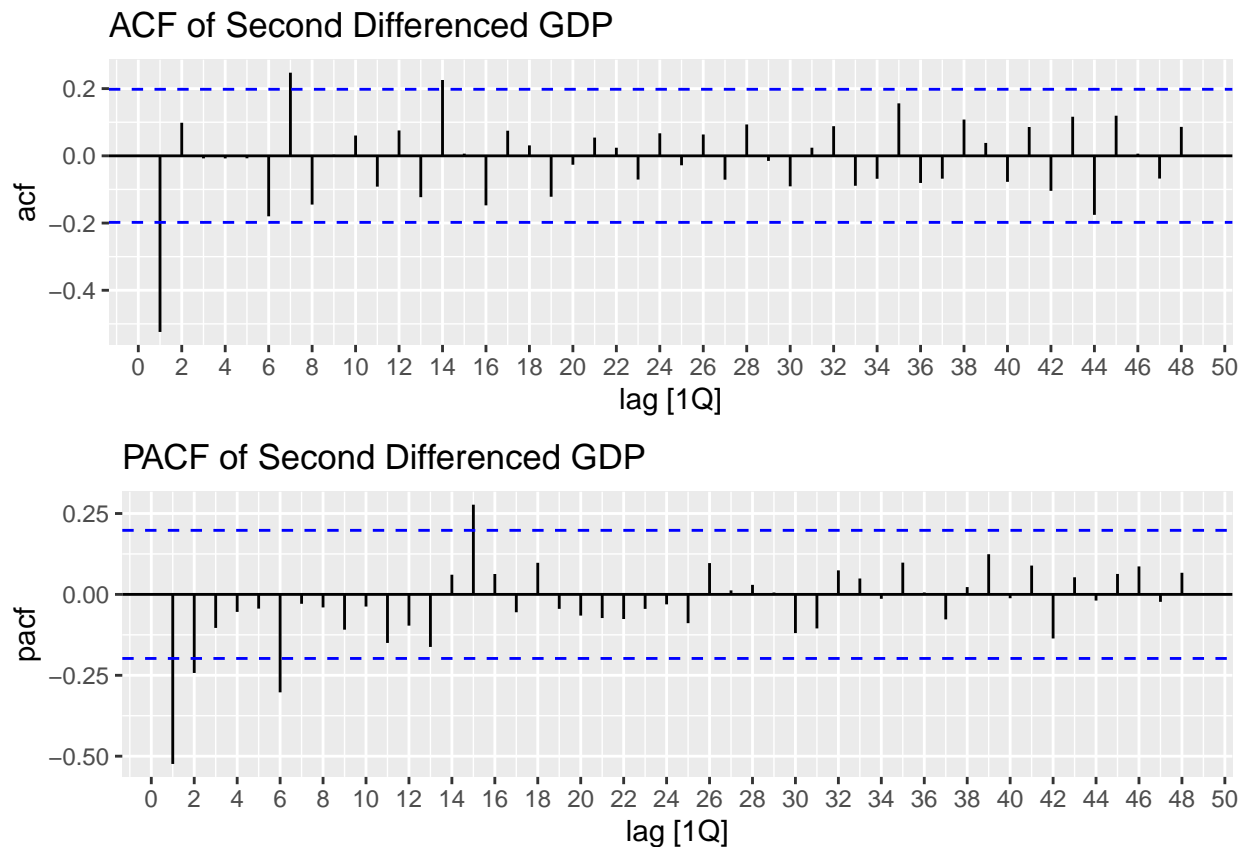 ACF of Second Differenced GDP
0.2
0.0
−0.2
−0.4
acf
0 2 4 6 8 10 12 14 16 18 20 22 24 26 28 30 32 34 36 38 40 42 44 46 48 50
lag [1Q]
PACF of Second Differenced GDP
0.25
0.00
−0.25
−0.50
pacf
0 2 4 6 8 10 12 14 16 18 20 22 24 26 28 30 32 34 36 38 40 42 44 46 48 50
lag [1Q]